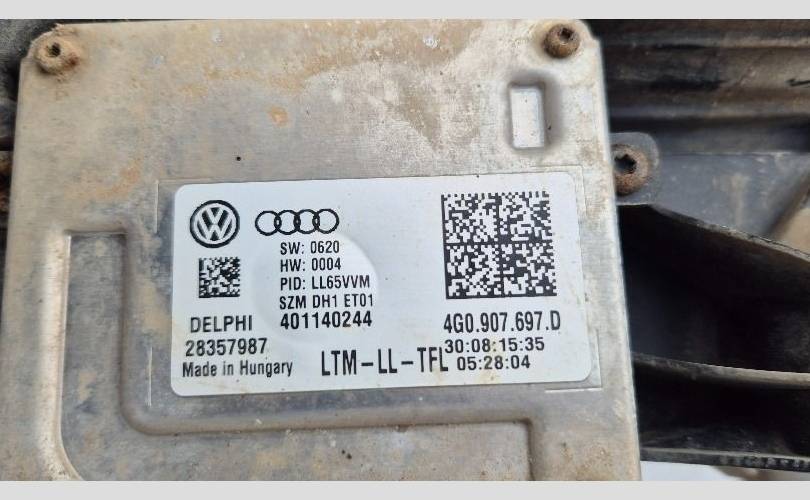 SW: 0620
HW: 0004
PID: LL65VVM
SZM DH1 ET01
401140244
DELPHI
28357987
Made in Hungary
LTM-LL-TFL
4G0.907.697.D
30:08:15:35
05:28:04